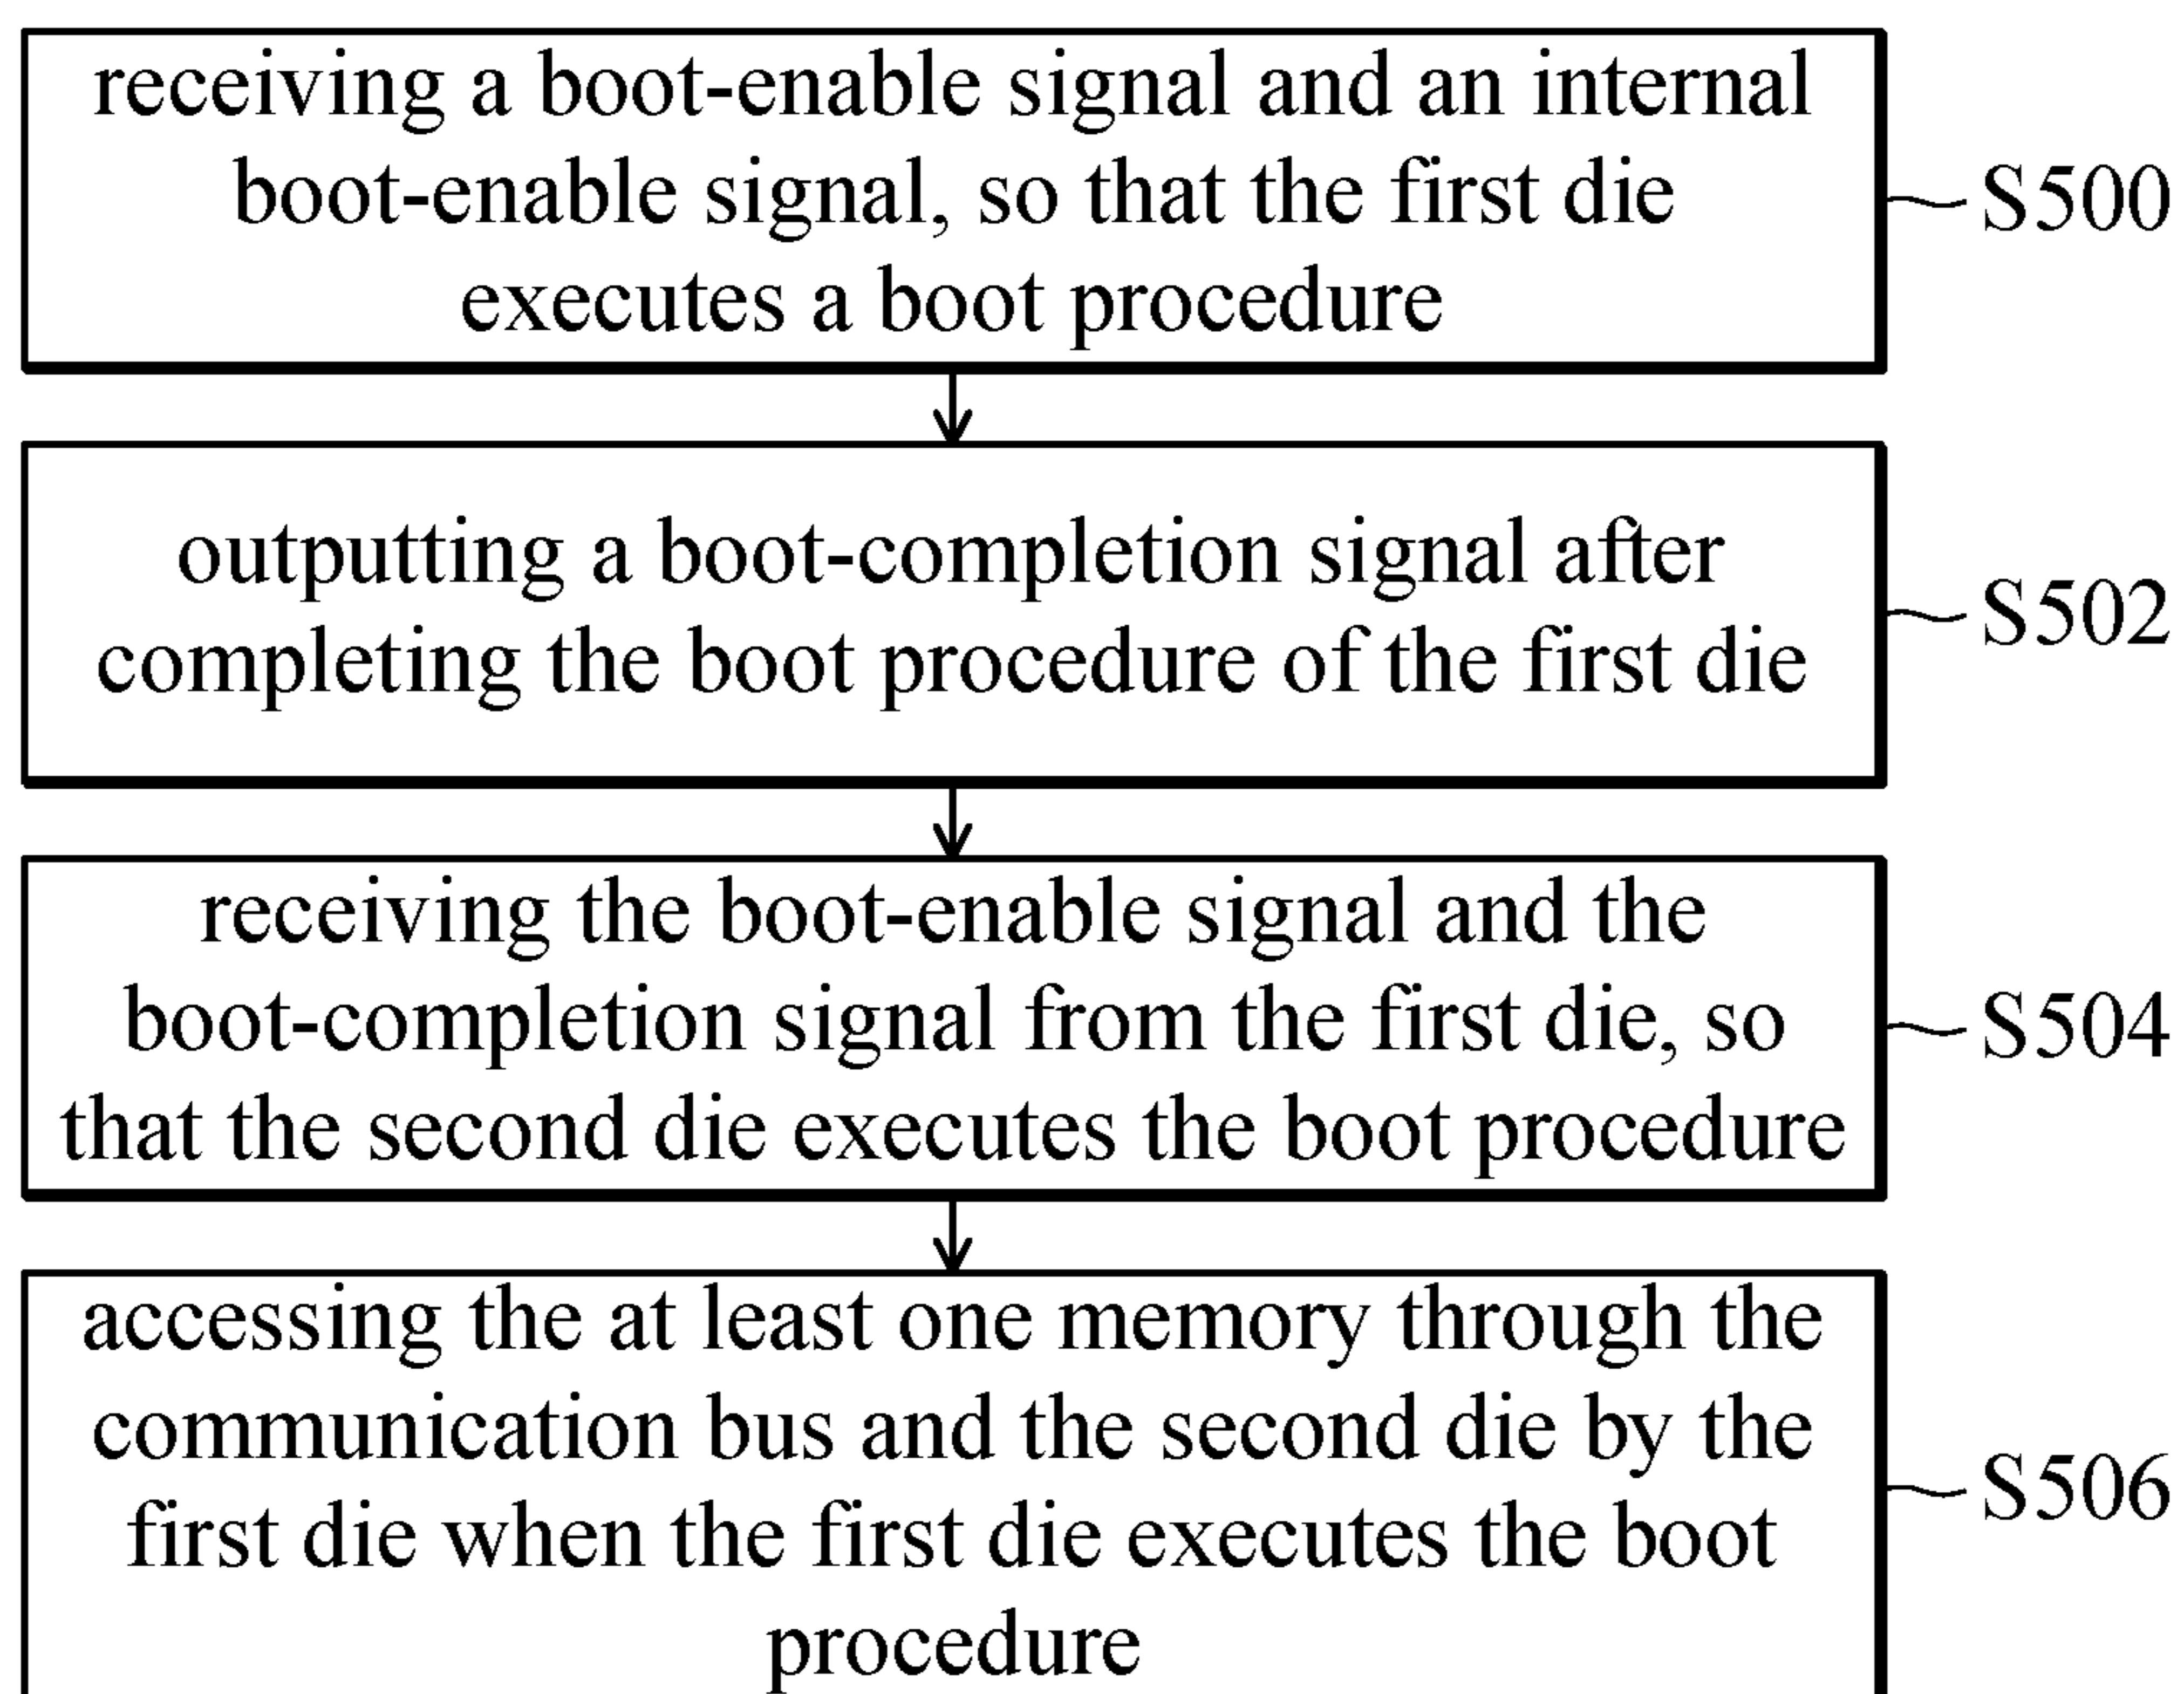 receiving a boot-enable signal and an internal
boot-enable signal, so that the first die
executes a boot procedure
S500
outputting a boot-completion signal after
completing the boot procedure of the first die
S502
receiving the boot-enable signal and the
boot-completion signal from the first die, so
that the second die executes the boot procedure
S504
accessing the at least one memory through the
communication bus and the second die by the
first die when the first die executes the boot
procedure
S506